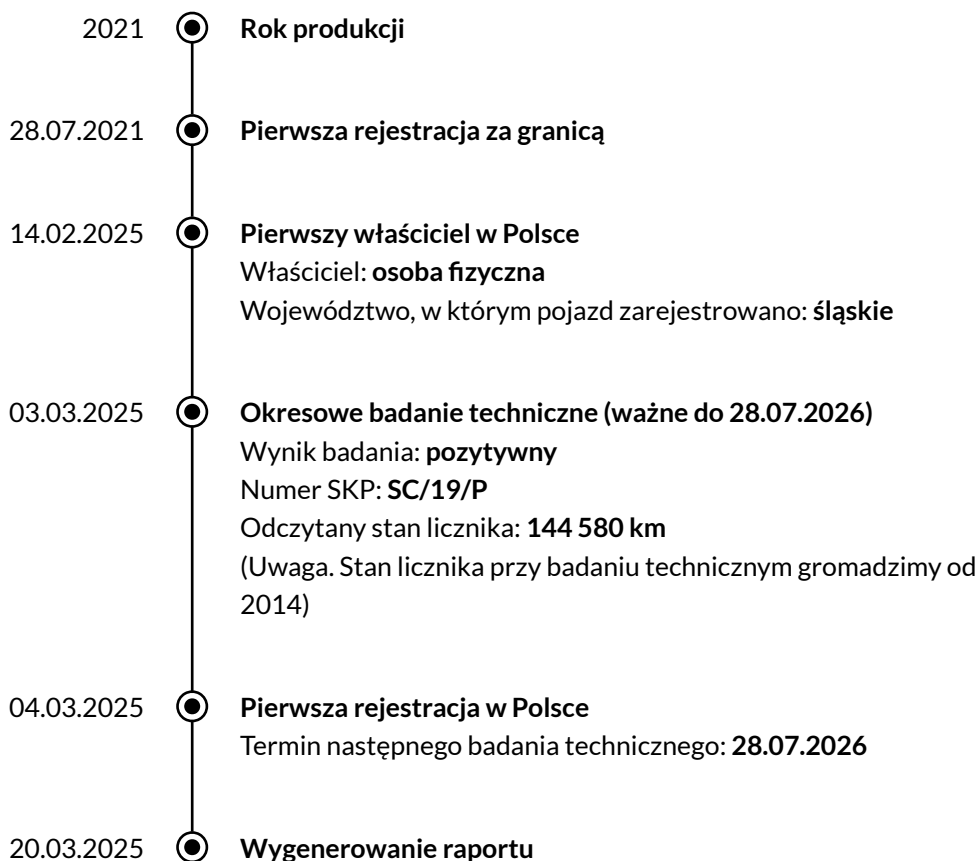 2021 Rok produkcji
28.07.2021 Pierwsza rejestracja za granicą
14.02.2025 Pierwszy właściciel w Polsce
Właściciel: osoba fizyczna
Województwo, w którym pojazd zarejestrowano: śląskie
03.03.2025 Okresowe badanie techniczne (ważne do 28.07.2026)
Wynik badania: pozytywny
Numer SKP: SC/19/P
Odczytany stan licznika: 144 580 km
(Uwaga. Stan licznika przy badaniu technicznym gromadzimy od
2014)
04.03.2025 Pierwsza rejestracja w Polsce
Termin następnego badania technicznego: 28.07.2026
20.03.2025 Wygenerowanie raportu